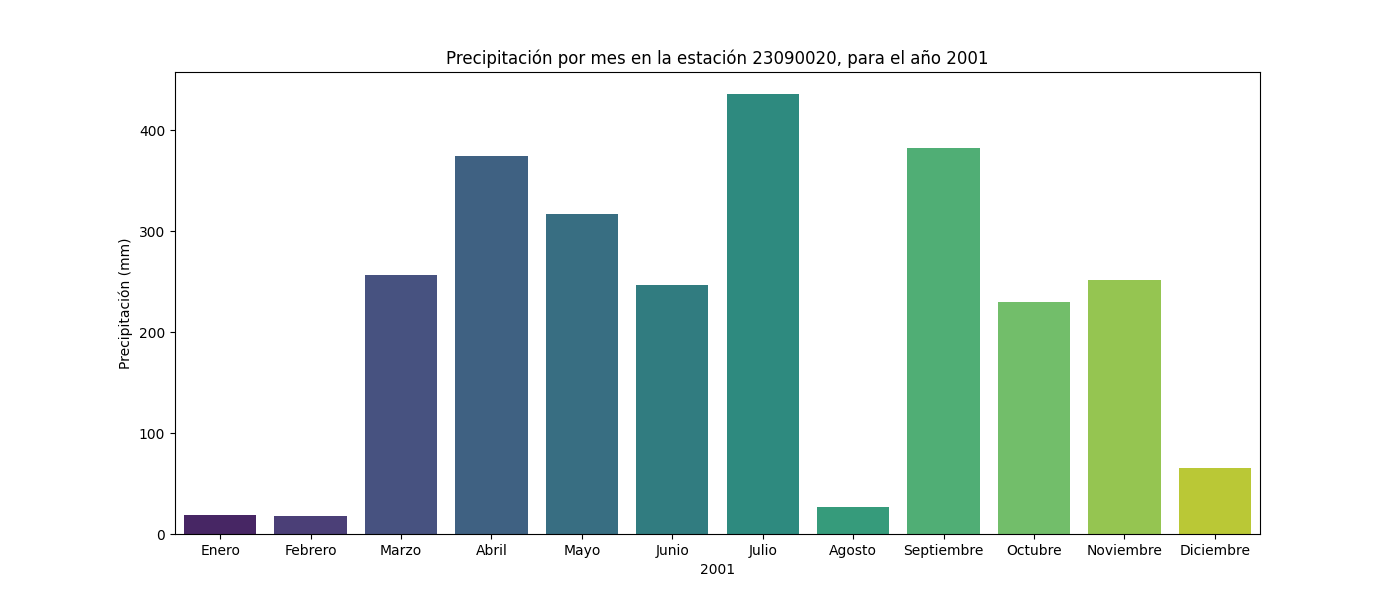 Precipitación por mes en la estación 23090020, para el año 2001
Precipitación (mm)
400
300
200
100
0
Enero Febrero Marzo Abril Mayo Junio Julio Agosto Septiembre Octubre Noviembre Diciembre
2001